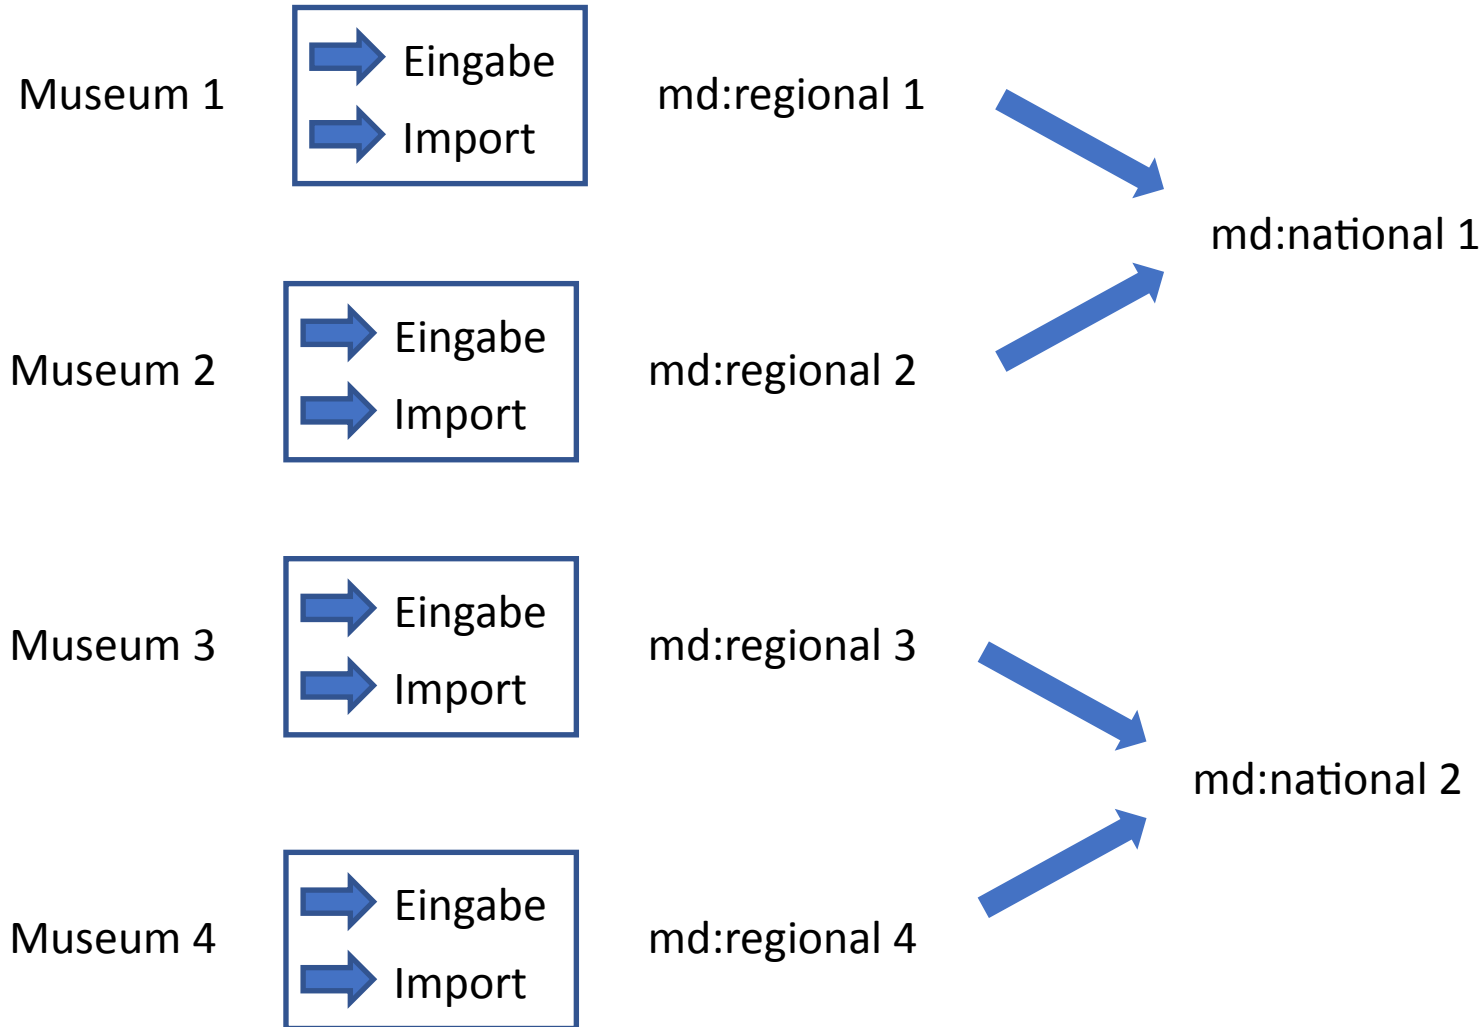 Museum 1
Eingabe
Import
md:regional 1
md:national 1
Museum 2
Eingabe
Import
md:regional 2
Museum 3
Eingabe
Import
md:regional 3
md:national 2
Museum 4
Eingabe
Import
md:regional 4